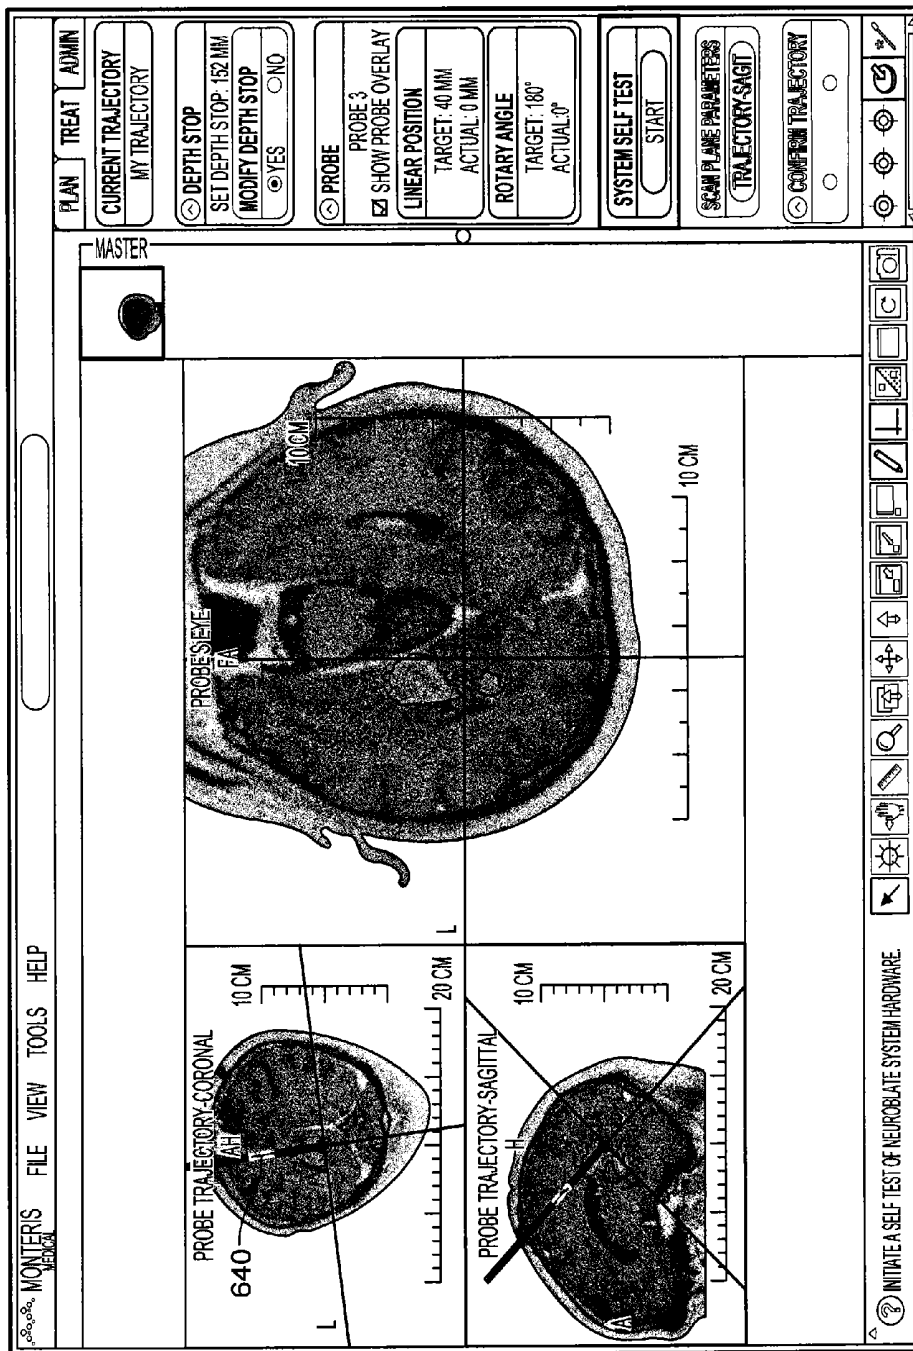 MONTERIS
MEDICAL
FILE VIEW TOOLS HELP
PROBE TRAJECTORY-CORONAL
640
AH
L
10 CM
20 CM
PROBE TRAJECTORY-SAGITTAL
H
A
10 CM
20 CM
PROBE'S EYE
FA
L
10 CM
10 CM
MASTER
PLAN TREAT ADMIN
CURRENT TRAJECTORY
MY TRAJECTORY
DEPTH STOP
SET DEPTH STOP: 152 MM
MODIFY DEPTH STOP
YES NO
PROBE
PROBE 3
SHOW PROBE OVERLAY
LINEAR POSITION
TARGET: 40 MM
ACTUAL: 0 MM
ROTARY ANGLE
TARGET: 180°
ACTUAL:0°
SYSTEM SELF TEST
START
SCAN PLANE PARAMETERS
TRAJECTORY-SAGIT
CONFIRM TRAJECTORY
? INITIATE A SELF TEST OF NEUROBLATE SYSTEM HARDWARE.